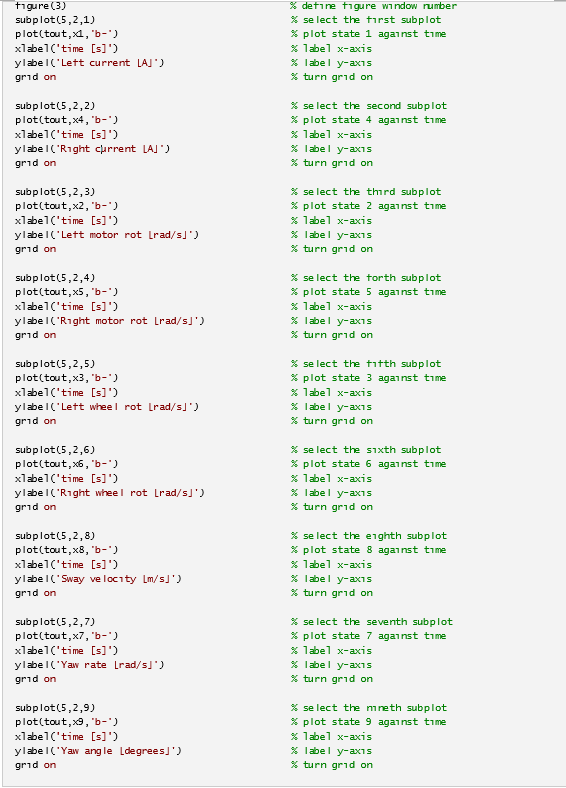 figure(3) % define figure window number
subplot(5,2,1) % select the first subplot
plot(tout,x1,'b-') % plot state 1 against time
xlabel('time [s]') % label x-axis
ylabel('Left current [A]') % label y-axis
grid on % turn grid on
subplot(5,2,2) % select the second subplot
plot(tout,x4,'b-') % plot state 4 against time
xlabel('time [s]') % label x-axis
ylabel('Right current [A]') % label y-axis
grid on % turn grid on
subplot(5,2,3) % select the third subplot
plot(tout,x2,'b-') % plot state 2 against time
xlabel('time [s]') % label x-axis
ylabel('Left motor rot [rad/s]') % label y-axis
grid on % turn grid on
subplot(5,2,4) % select the forth subplot
plot(tout,x5,'b-') % plot state 5 against time
xlabel('time [s]') % label x-axis
ylabel('Right motor rot [rad/s]') % label y-axis
grid on % turn grid on
subplot(5,2,5) % select the fifth subplot
plot(tout,x3,'b-') % plot state 3 against time
xlabel('time [s]') % label x-axis
ylabel('Left wheel rot [rad/s]') % label y-axis
grid on % turn grid on
subplot(5,2,6) % select the sixth subplot
plot(tout,x6,'b-') % plot state 6 against time
xlabel('time [s]') % label x-axis
ylabel('Right wheel rot [rad/s]') % label y-axis
grid on % turn grid on
subplot(5,2,8) % select the eighth subplot
plot(tout,x8,'b-') % plot state 8 against time
xlabel('time [s]') % label x-axis
ylabel('Sway velocity [m/s]') % label y-axis
grid on % turn grid on
subplot(5,2,7) % select the seventh subplot
plot(tout,x7,'b-') % plot state 7 against time
xlabel('time [s]') % label x-axis
ylabel('Yaw rate [rad/s]') % label y-axis
grid on % turn grid on
subplot(5,2,9) % select the nineth subplot
plot(tout,x9,'b-') % plot state 9 against time
xlabel('time [s]') % label x-axis
ylabel('Yaw angle [degrees]') % label y-axis
grid on % turn grid on